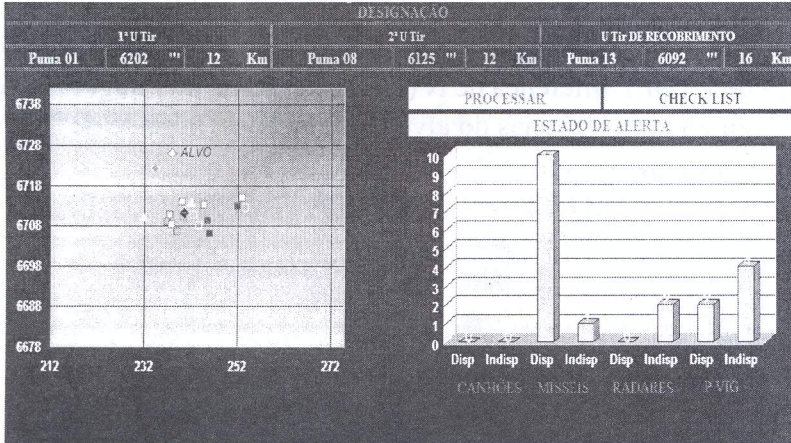 DESIGNAÇÃO
1ª U Tir 2ª U Tir U Tir DE RECOBRIMENTO
Puma 01 6202 ''' 12 Km Puma 08 6125 ''' 12 Km Puma 13 6092 ''' 16 Km
PROCESSAR CHECK LIST
ESTADO DE ALERTA
6738
6728
6718
6708
6698
6688
6678
212 232 252 272
ALVO
10
9
8
7
6
5
4
3
2
1
0
Disp Indisp Disp Indisp Disp Indisp Disp Indisp
CANHÕES MISSEIS RADARES P VIG